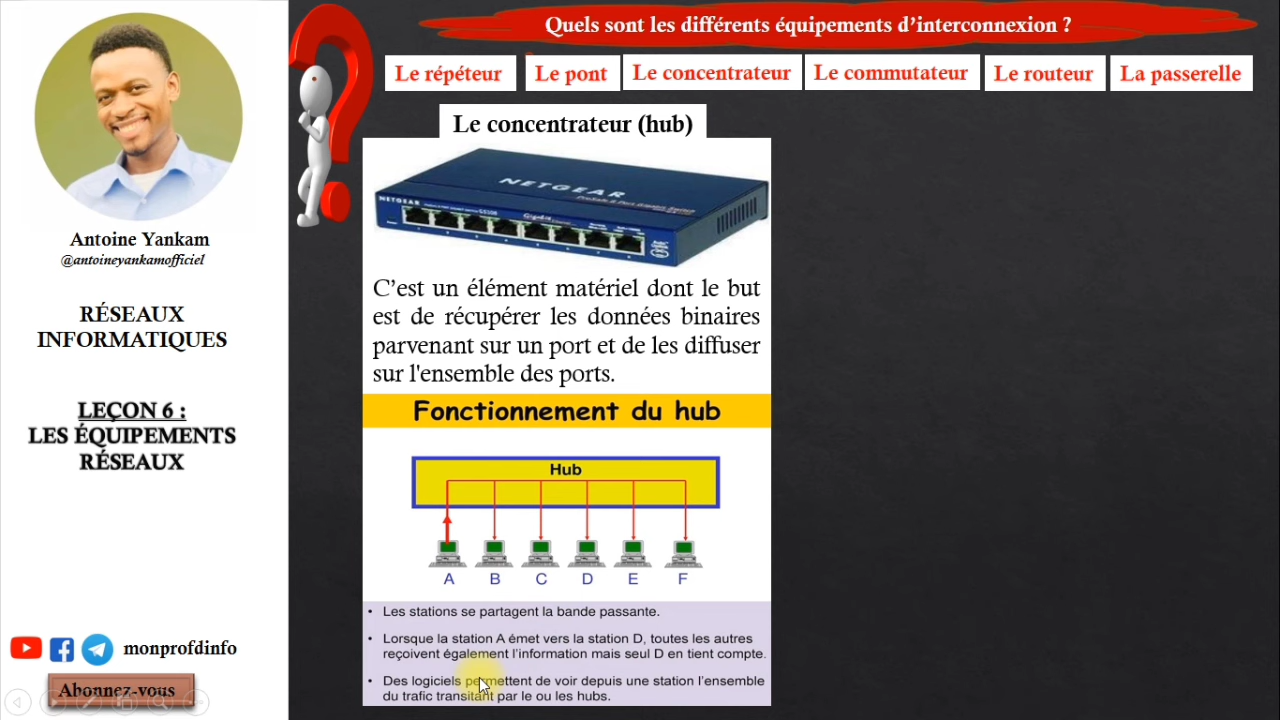 Quels sont les différents équipements d’interconnexion ?
Le répéteur
Le pont
Le concentrateur
Le commutateur
Le routeur
La passerelle
Antoine Yankam
@antoineyankamofficiel
RÉSEAUX
INFORMATIQUES
LEÇON 6 :
LES ÉQUIPEMENTS
RÉSEAUX
monprofdinfo
Abonnez-vous
Le concentrateur (hub)
NETGEAR
NETGEAR
C’est un élément matériel dont le but
est de récupérer les données binaires
parvenant sur un port et de les diffuser
sur l'ensemble des ports.
Fonctionnement du hub
Hub
A B C D E F
• Les stations se partagent la bande passante.
• Lorsque la station A émet vers la station D, toutes les autres
reçoivent également l’information mais seul D en tient compte.
• Des logiciels permettent de voir depuis une station l’ensemble
du trafic transitant par le ou les hubs.